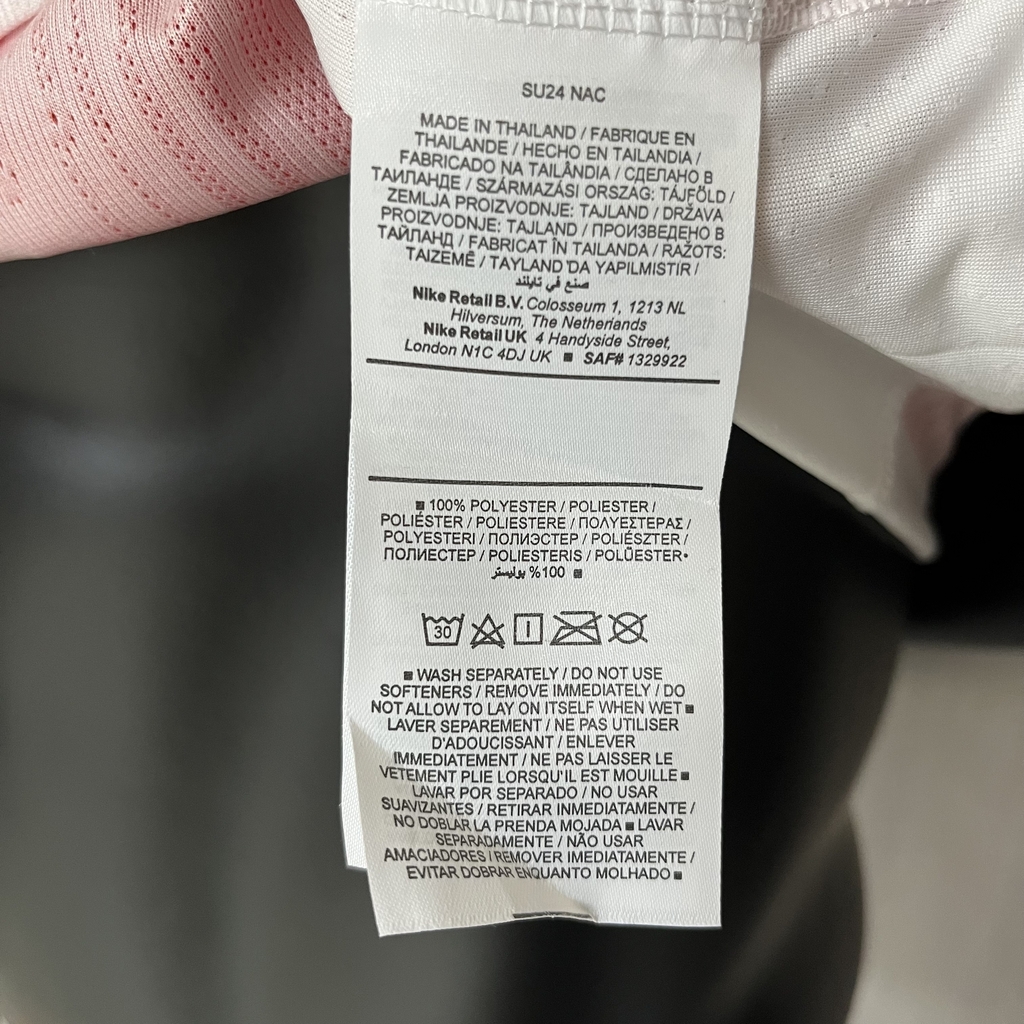 SU24 NAC
MADE IN THAILAND / FABRIQUE EN
THAILANDE / HECHO EN TAILANDIA /
FABRICADO NA TAILÂNDIA / СДЕЛАНО В
ТАИЛАНДЕ / SZÁRMAZÁSI ORSZAG: TÁJFÖLD /
ZEMLJA PROIZVODNJE: TAJLAND / DRŽAVA
PROIZVODNJE: TAJLAND / ПРОИЗВЕДЕНО В
ТАЙЛАНД / FABRICAT ÎN TAILANDA / RAŽOTS:
TAIZEMĒ / TAYLAND'DA YAPILMISTIR /
صنع في تايلند
Nike Retail B.V. Colosseum 1, 1213 NL
Hilversum, The Netherlands
Nike Retail UK 4 Handyside Street,
London N1C 4DJ UK ■ SAF# 1329922
■ 100% POLYESTER / POLIESTER /
POLIÉSTER / POLIESTERE / ΠΟΛΥΕΣΤΕΡΑΣ /
POLYESTERI / ПОЛИЭСТЕР / POLIÉSZTER /
ПОЛИЕСТЕР / POLIESTERIS / POLÜESTER•
100% بوليستر ■
30
■ WASH SEPARATELY / DO NOT USE
SOFTENERS / REMOVE IMMEDIATELY / DO
NOT ALLOW TO LAY ON ITSELF WHEN WET ■
LAVER SEPAREMENT / NE PAS UTILISER
D'ADOUCISSANT / ENLEVER
IMMEDIATEMENT / NE PAS LAISSER LE
VETEMENT PLIE LORSQU'IL EST MOUILLE ■
LAVAR POR SEPARADO / NO USAR
SUAVIZANTES / RETIRAR INMEDIATAMENTE /
NO DOBLAR LA PRENDA MOJADA ■ LAVAR
SEPARADAMENTE / NÃO USAR
AMACIADORES / REMOVER IMEDIATAMENTE /
EVITAR DOBRAR ENQUANTO MOLHADO ■